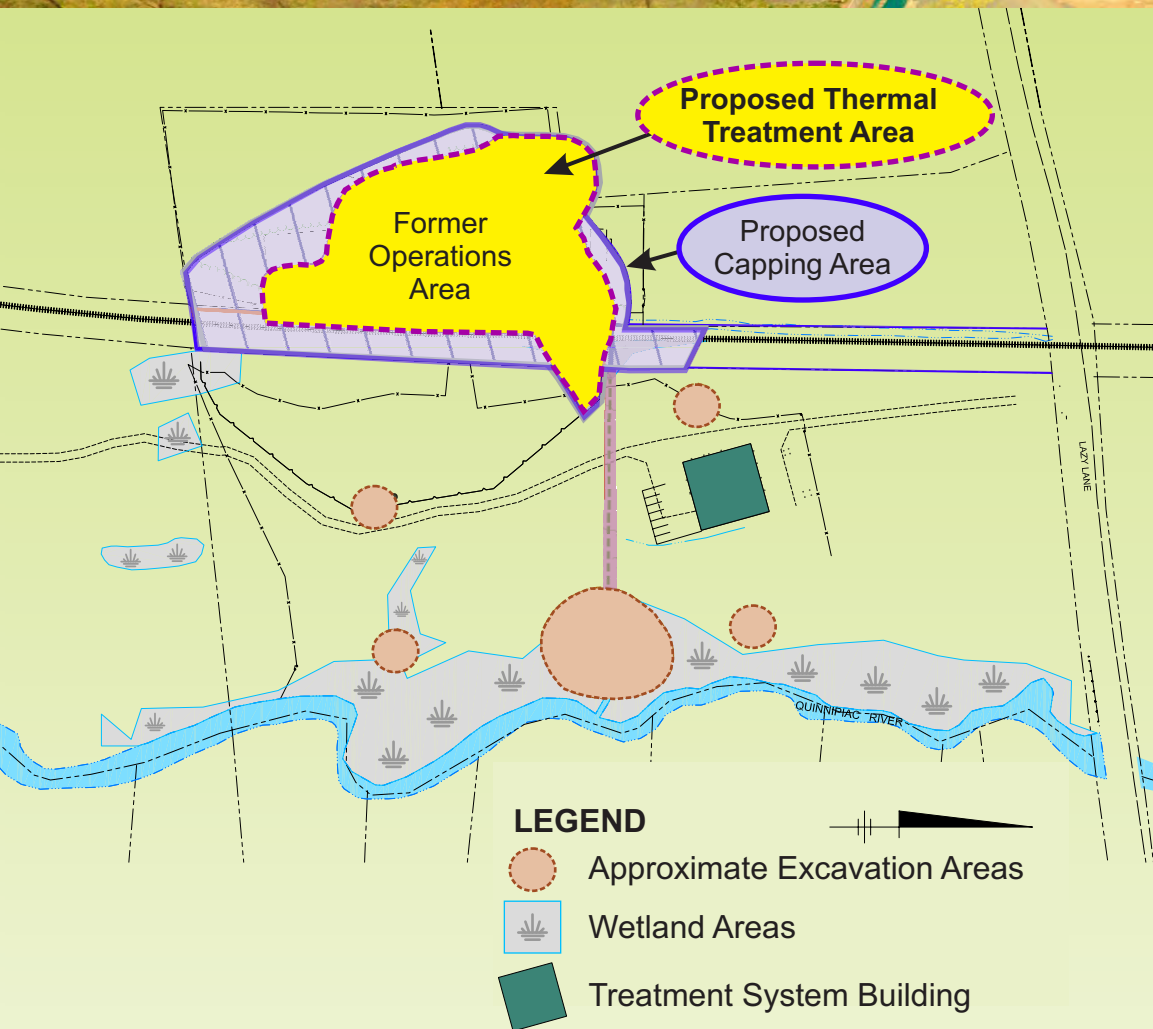 Proposed Thermal
Treatment Area
Former
Operations
Area
Proposed
Capping Area
LAZY LANE
QUINNIPIAC RIVER
LEGEND
Approximate Excavation Areas
Wetland Areas
Treatment System Building